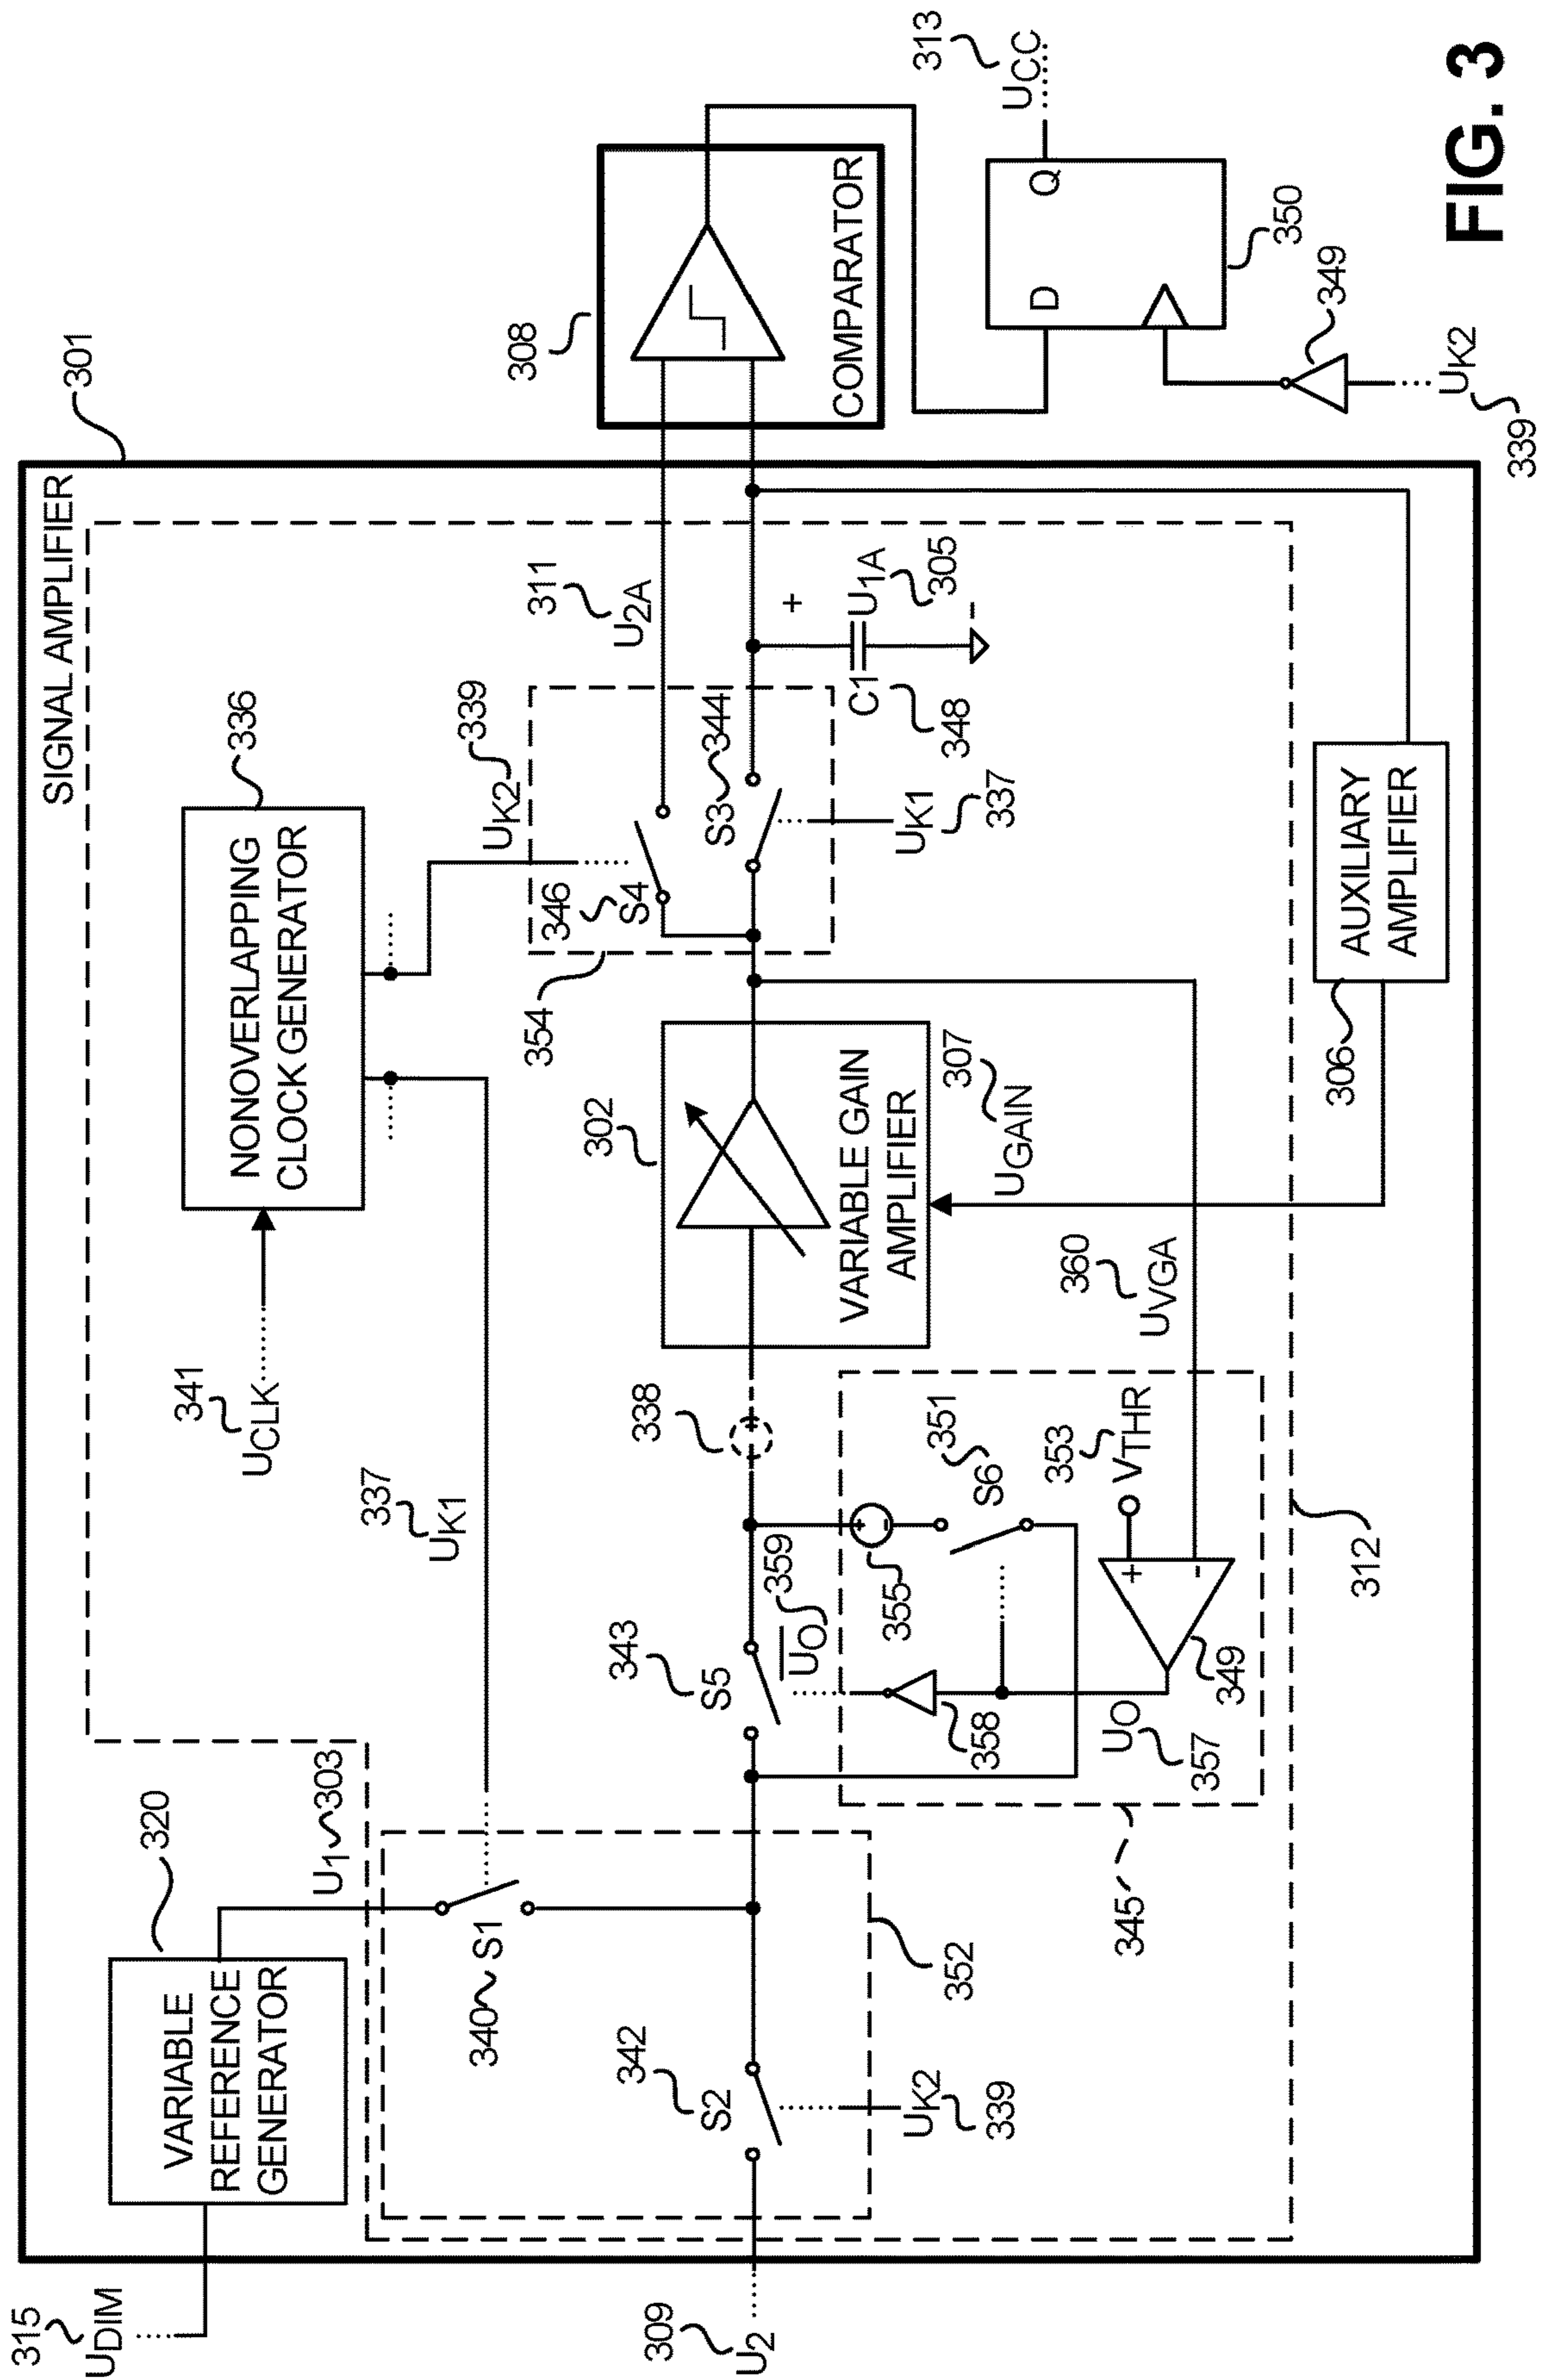 SIGNAL AMPLIFIER
301
315
UDIM
VARIABLE
REFERENCE
GENERATOR
320
U1
303
341
UCLK
NONOVERLAPPING
CLOCK GENERATOR
336
337
UK1
UK2
339
340
S1
309
U2
342
S2
UK2
339
352
343
S5
UO
359
338
302
VARIABLE GAIN
AMPLIFIER
307
UGAIN
354
346
S4
S3
344
UK1
337
311
U2A
+
U1A
305
-
C1
348
308
COMPARATOR
355
+
-
S6
351
353
VTHR
+
-
349
358
UO
357
345
360
UVGA
312
306
AUXILIARY
AMPLIFIER
D
Q
350
313
UCC
349
UK2
339
FIG. 3